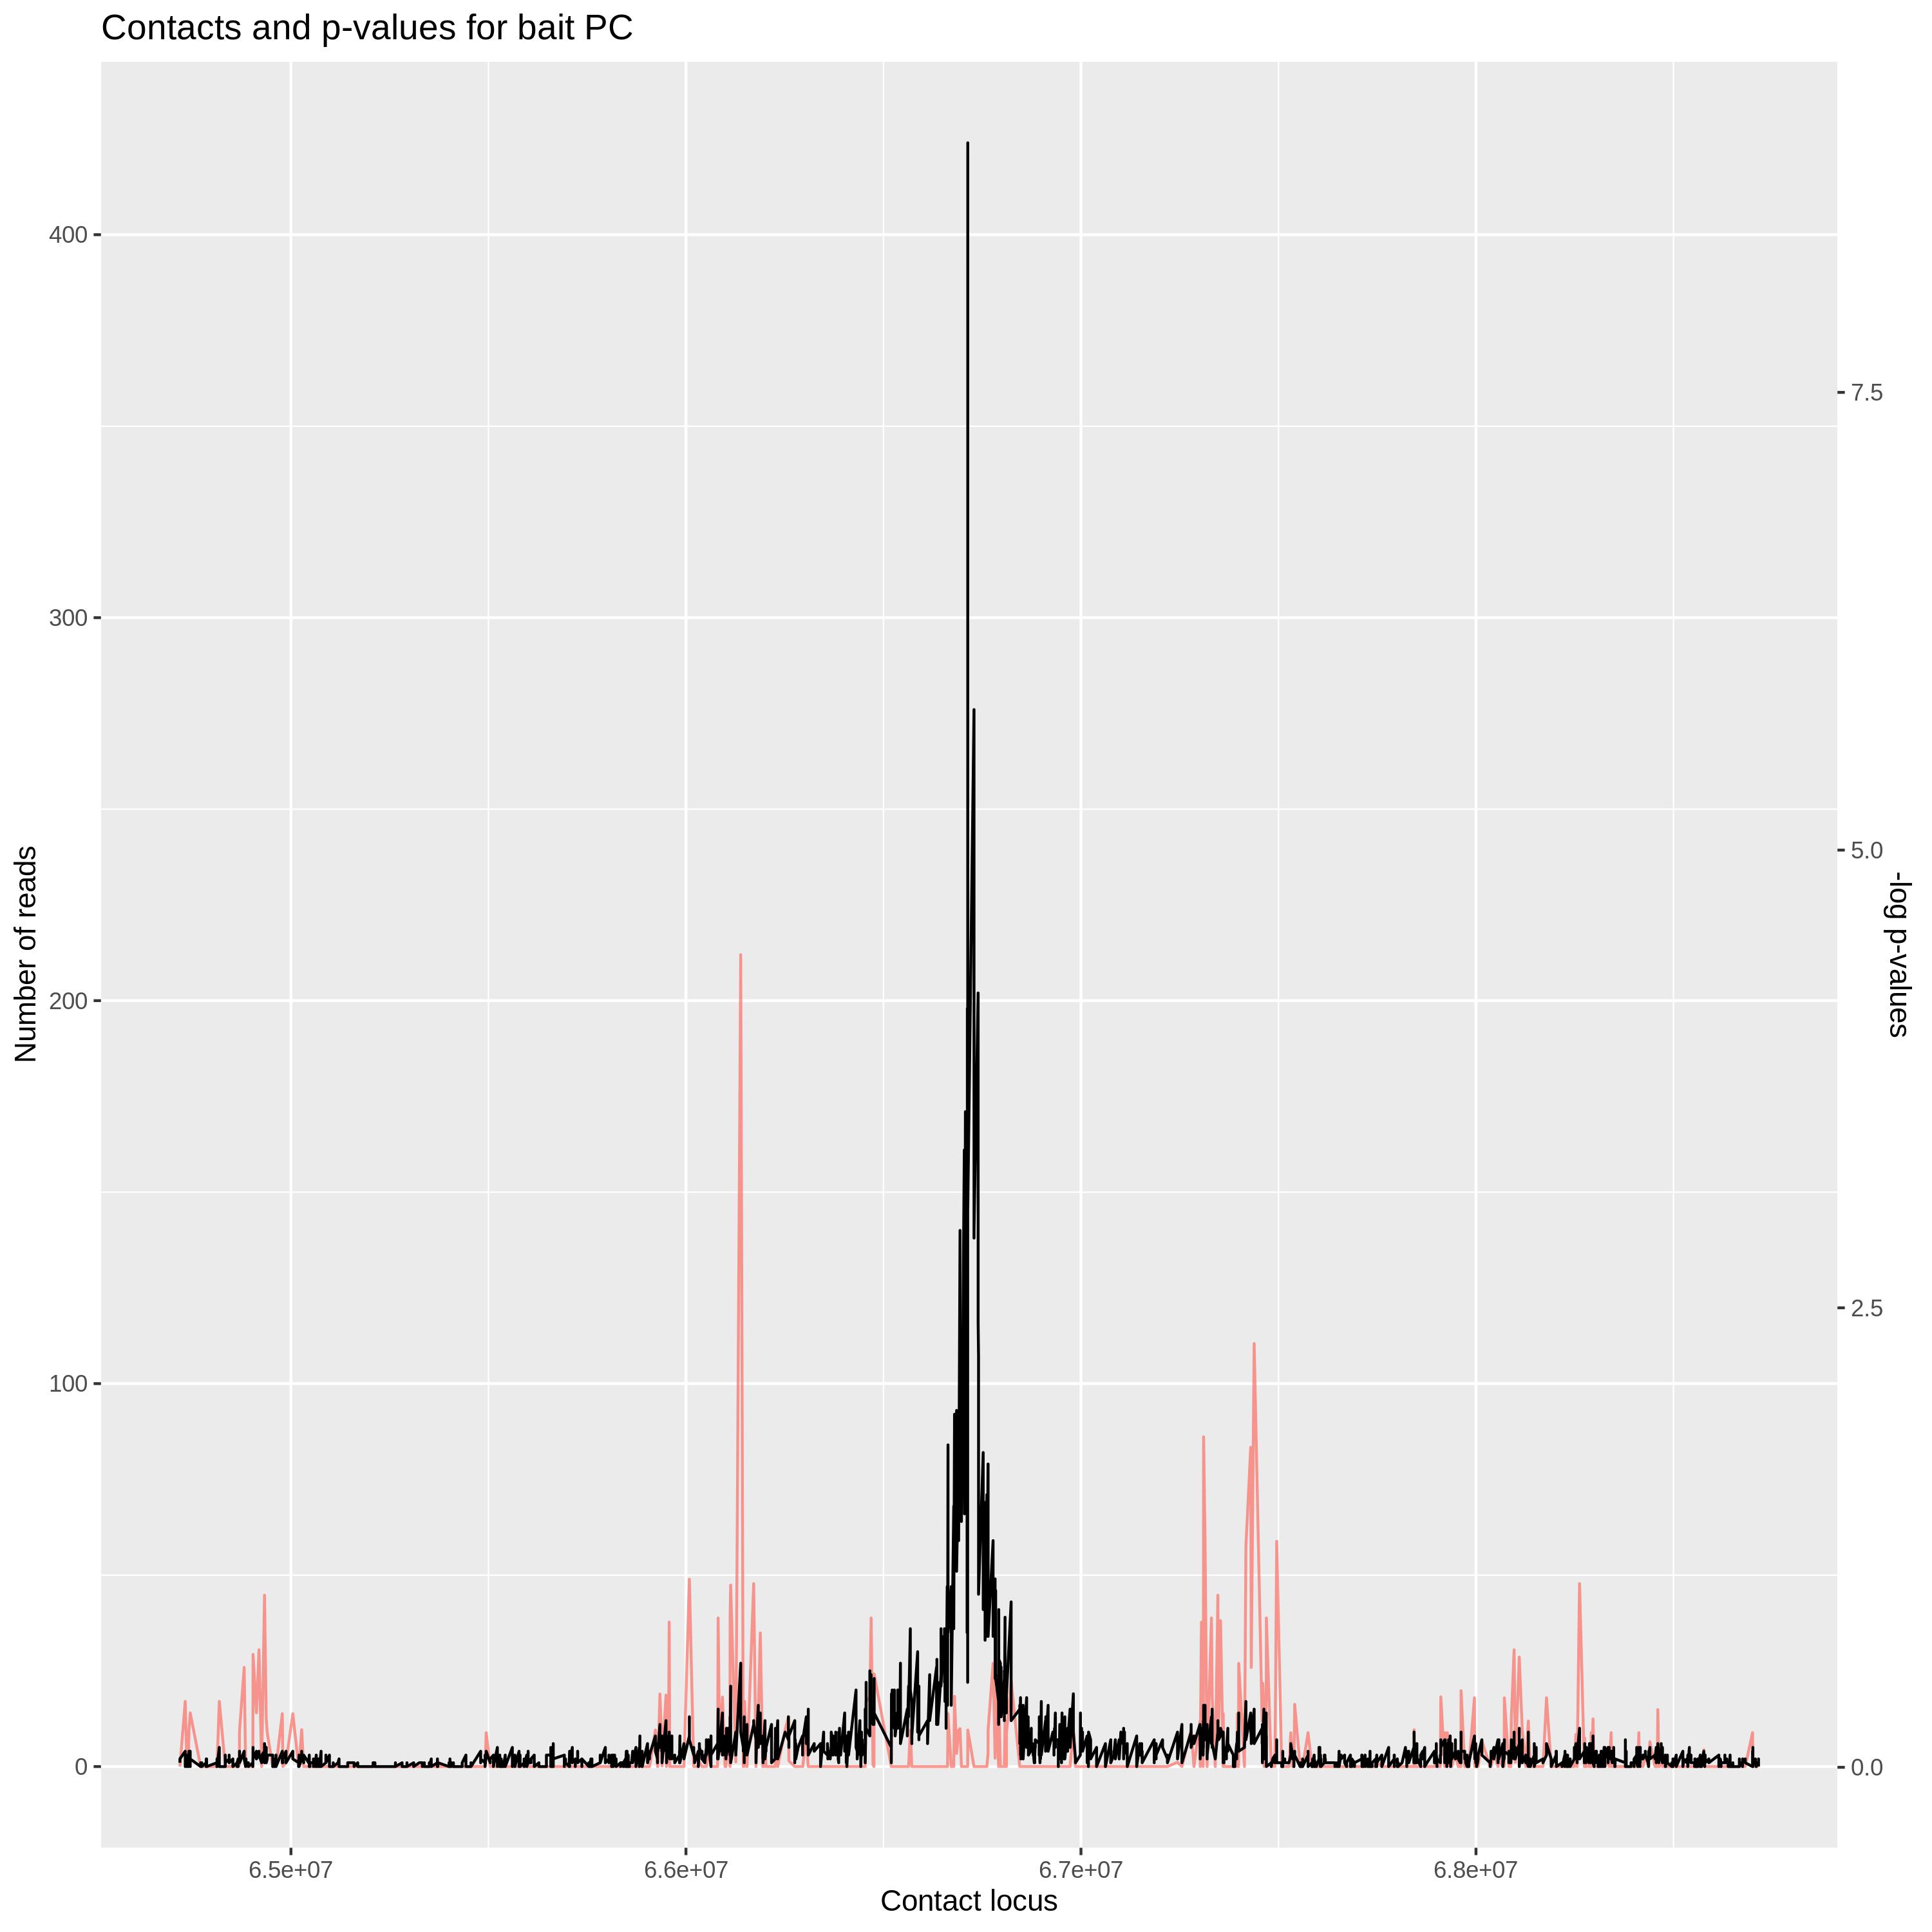 Contacts and p-values for bait PC
400
300
200
100
0
Number of reads
7.5
5.0
2.5
0.0
-log p-values
6.5e+07
6.6e+07
6.7e+07
6.8e+07
Contact locus